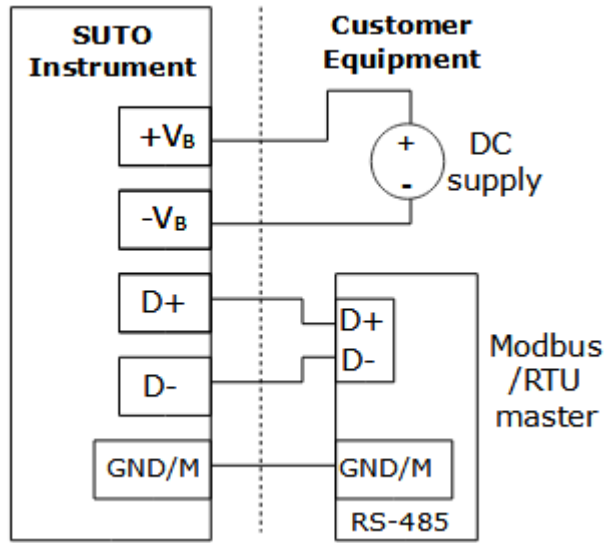 SUTO
Instrument
Customer
Equipment
+VB
-VB
D+
D-
GND/M
+
-
DC
supply
D+
D-
GND/M
RS-485
Modbus
/RTU
master